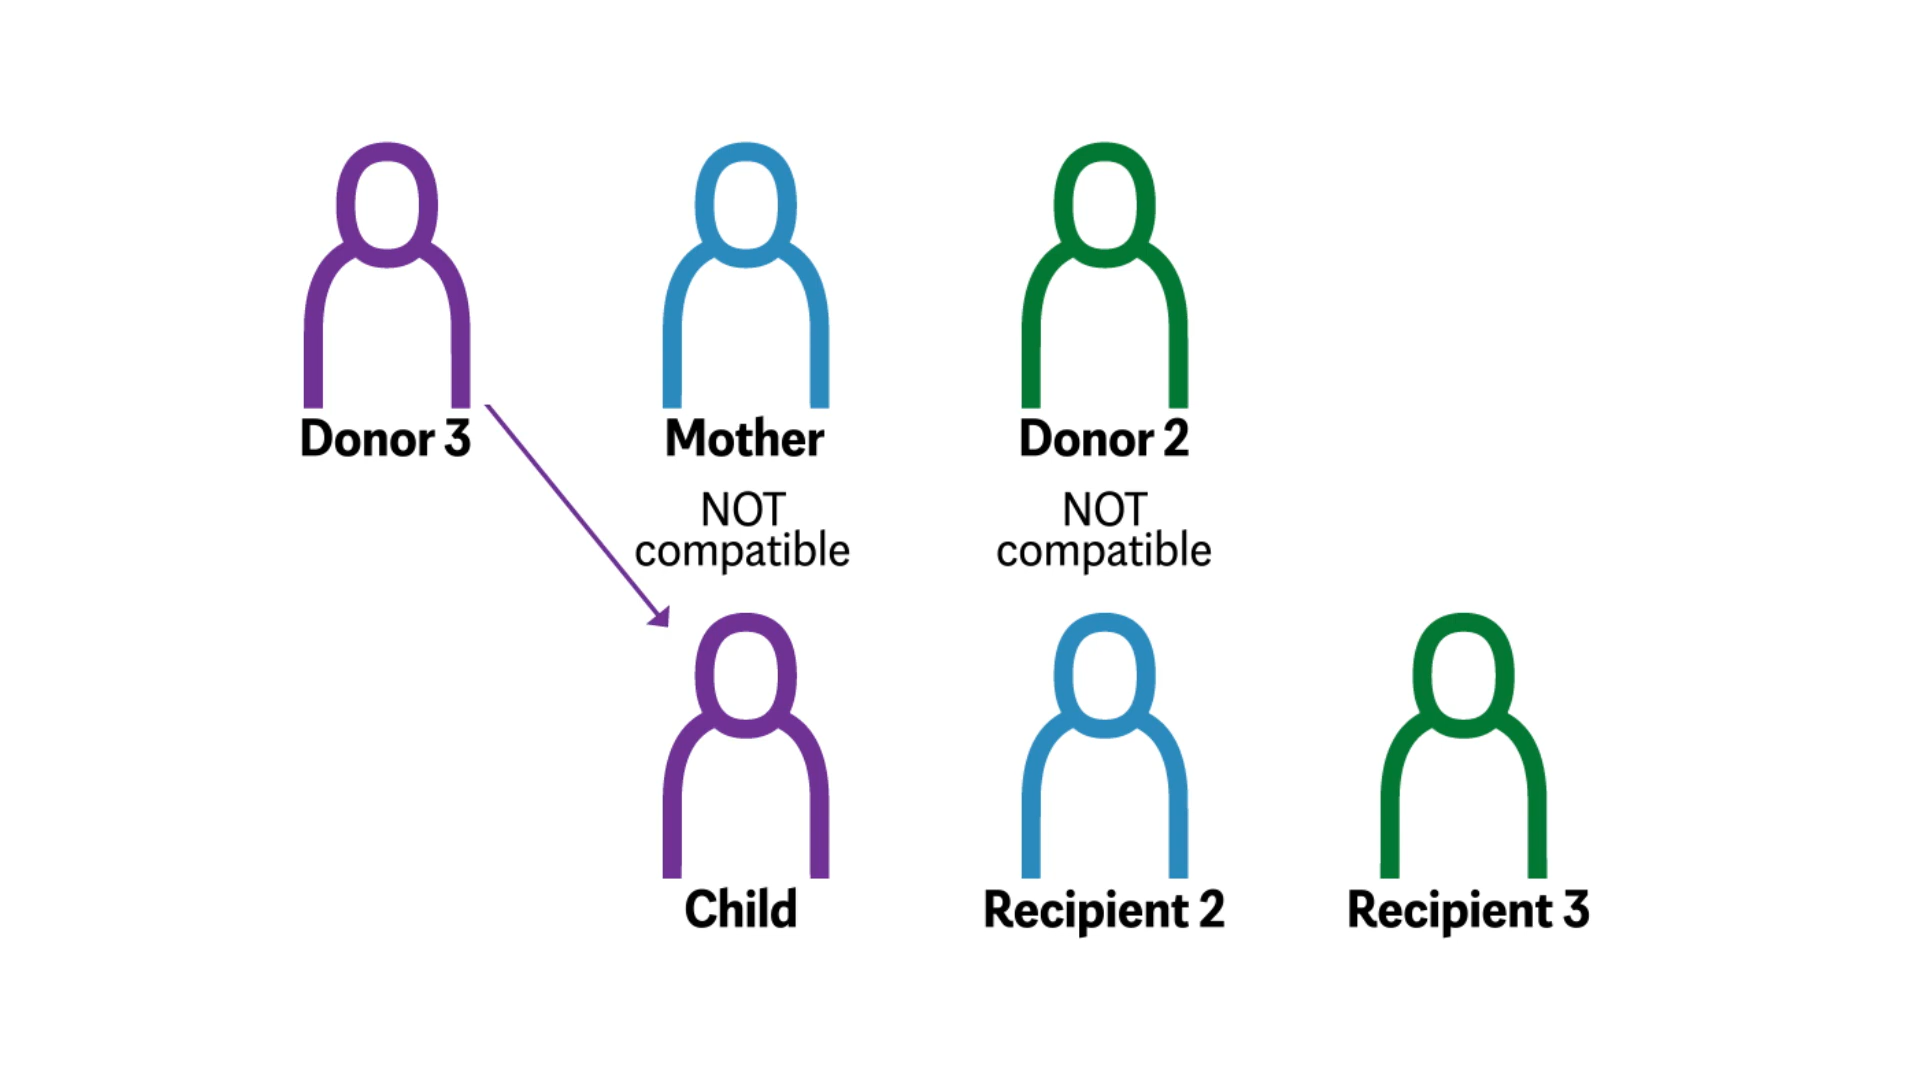 Donor 3
Mother
Donor 2
NOT
compatible
NOT
compatible
Child
Recipient 2
Recipient 3